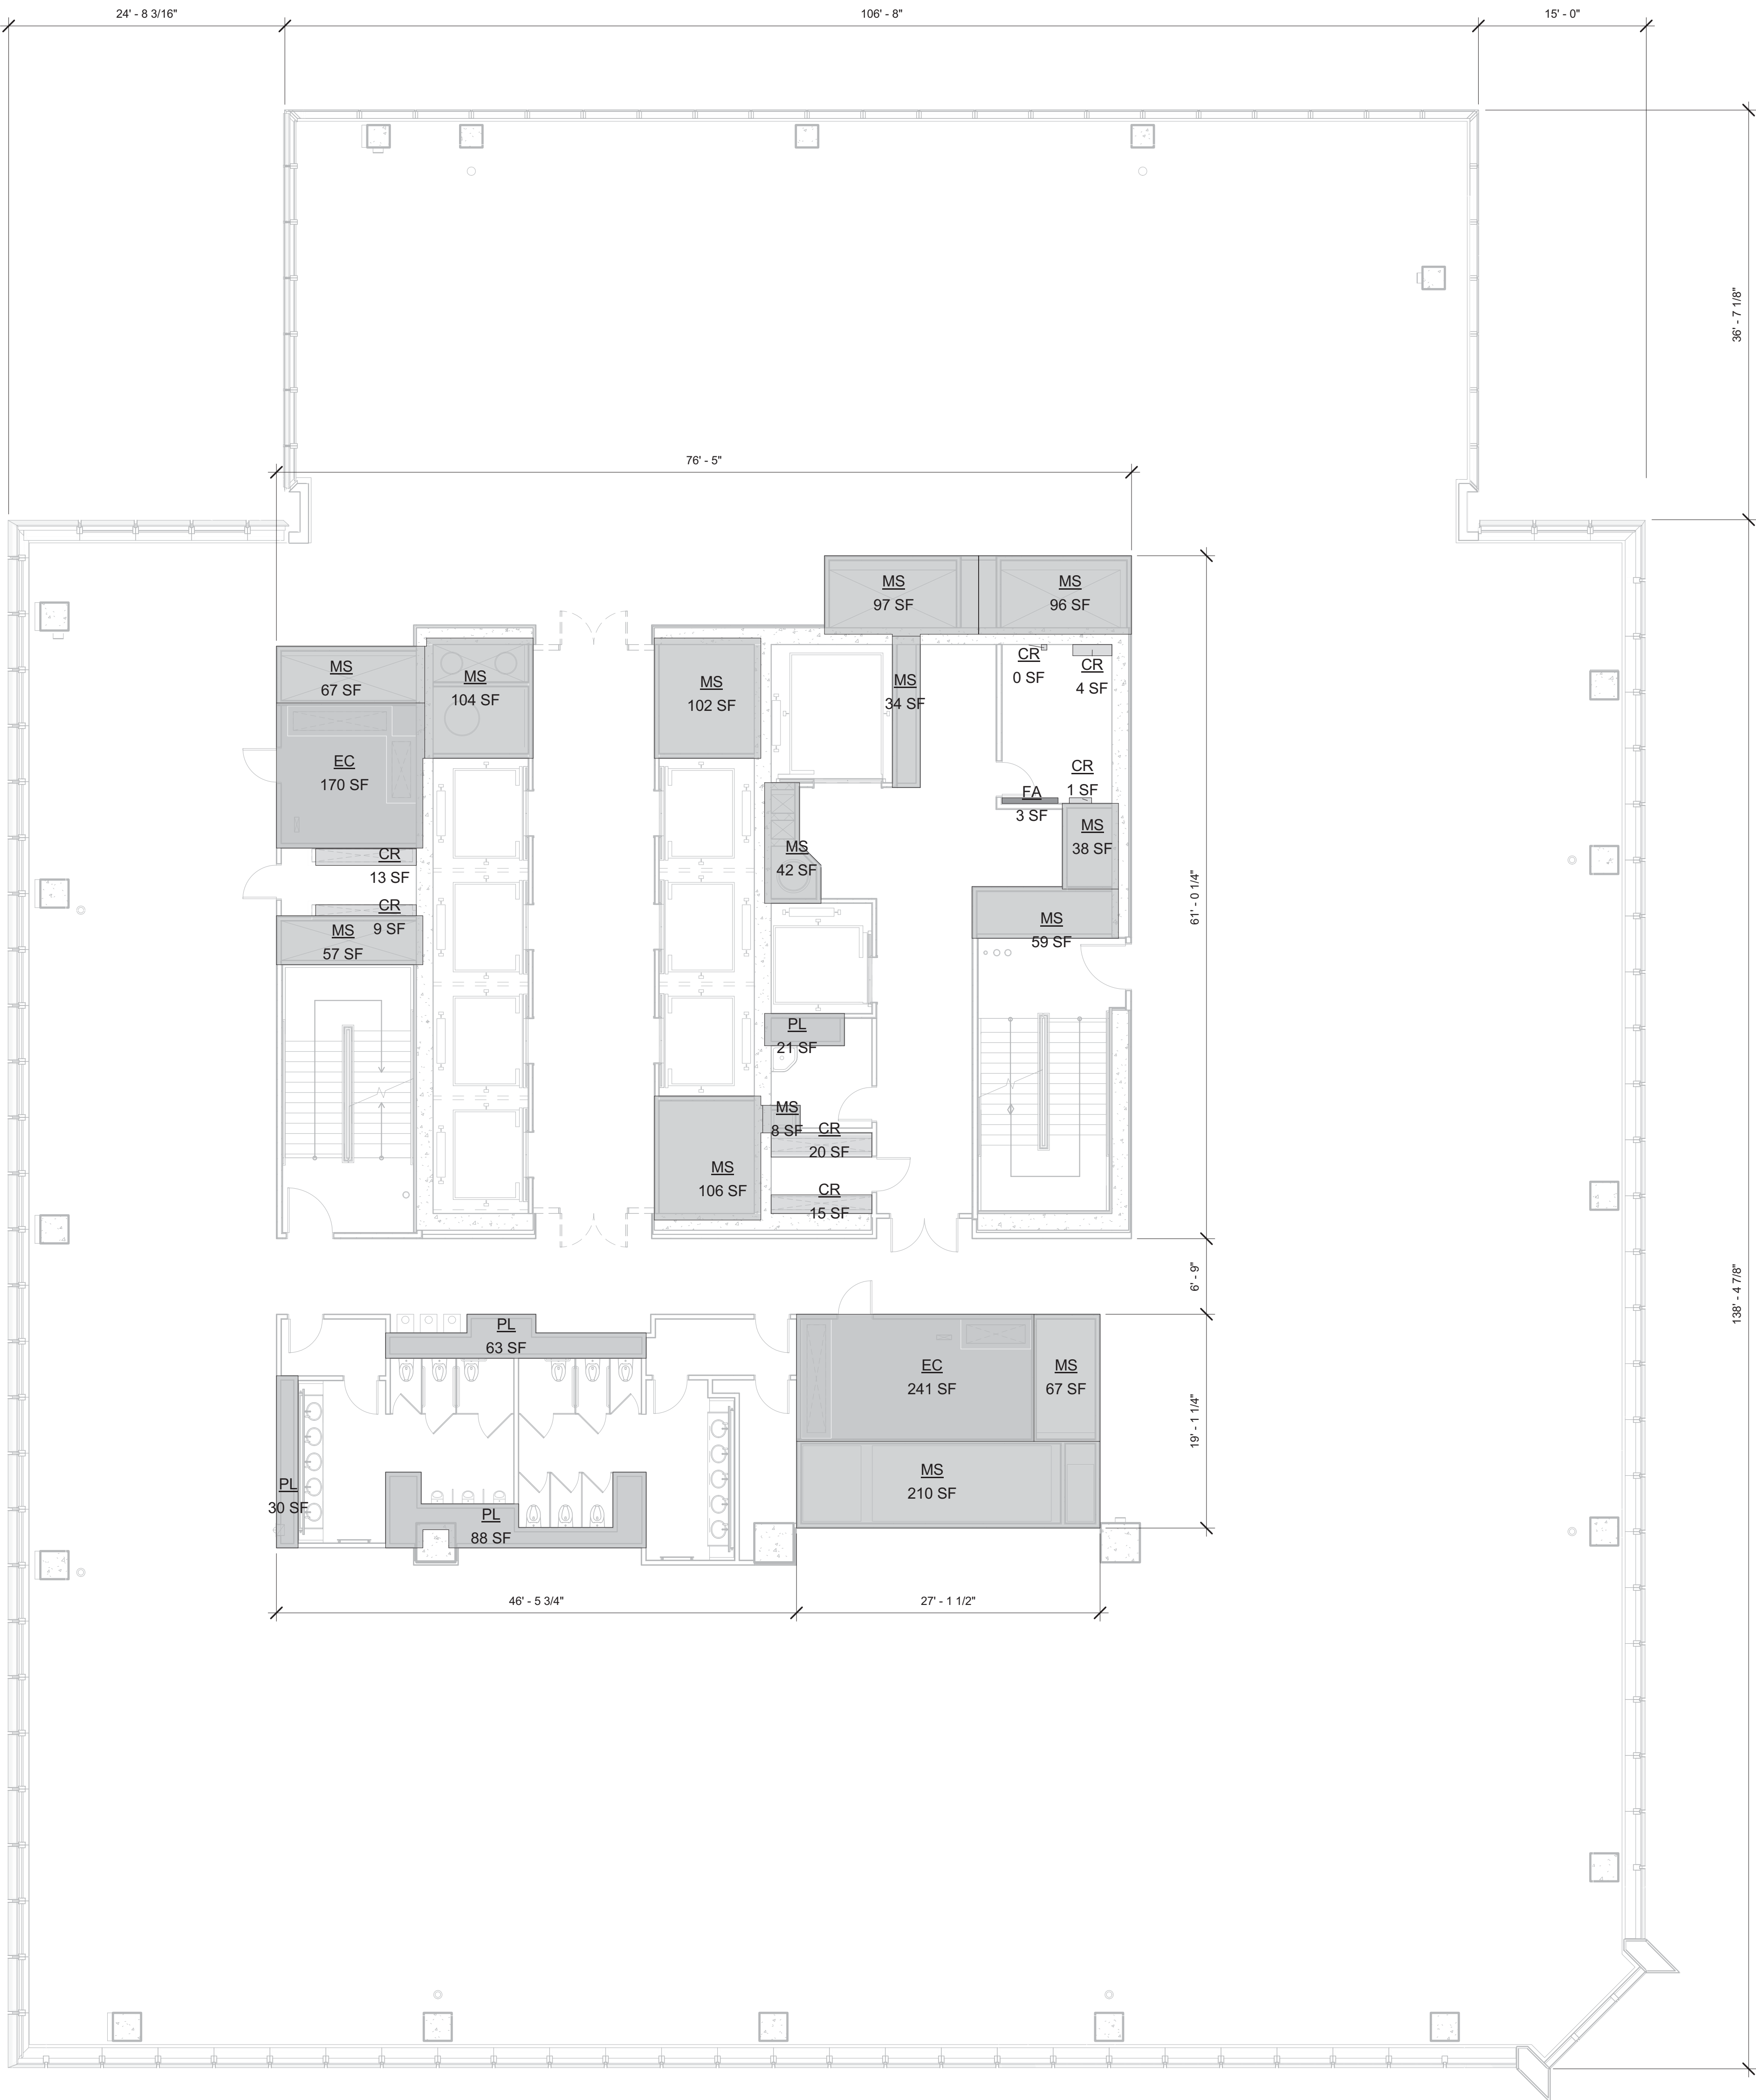 24' - 8 3/16"
106' - 8"
15' - 0"
36' - 7 1/8"
76' - 5"
MS
97 SF
MS
96 SF
CR
0 SF
CR
4 SF
MS
67 SF
MS
104 SF
MS
102 SF
MS
34 SF
EC
170 SF
CR
1 SF
FA
3 SF
MS
38 SF
CR
13 SF
MS
42 SF
61' - 0 1/4"
CR
9 SF
MS
57 SF
MS
59 SF
PL
21 SF
MS
8 SF
CR
20 SF
MS
106 SF
CR
15 SF
6' - 9"
138' - 4 7/8"
PL
63 SF
EC
241 SF
MS
67 SF
19' - 1 1/4"
PL
30 SF
PL
88 SF
MS
210 SF
46' - 5 3/4"
27' - 1 1/2"